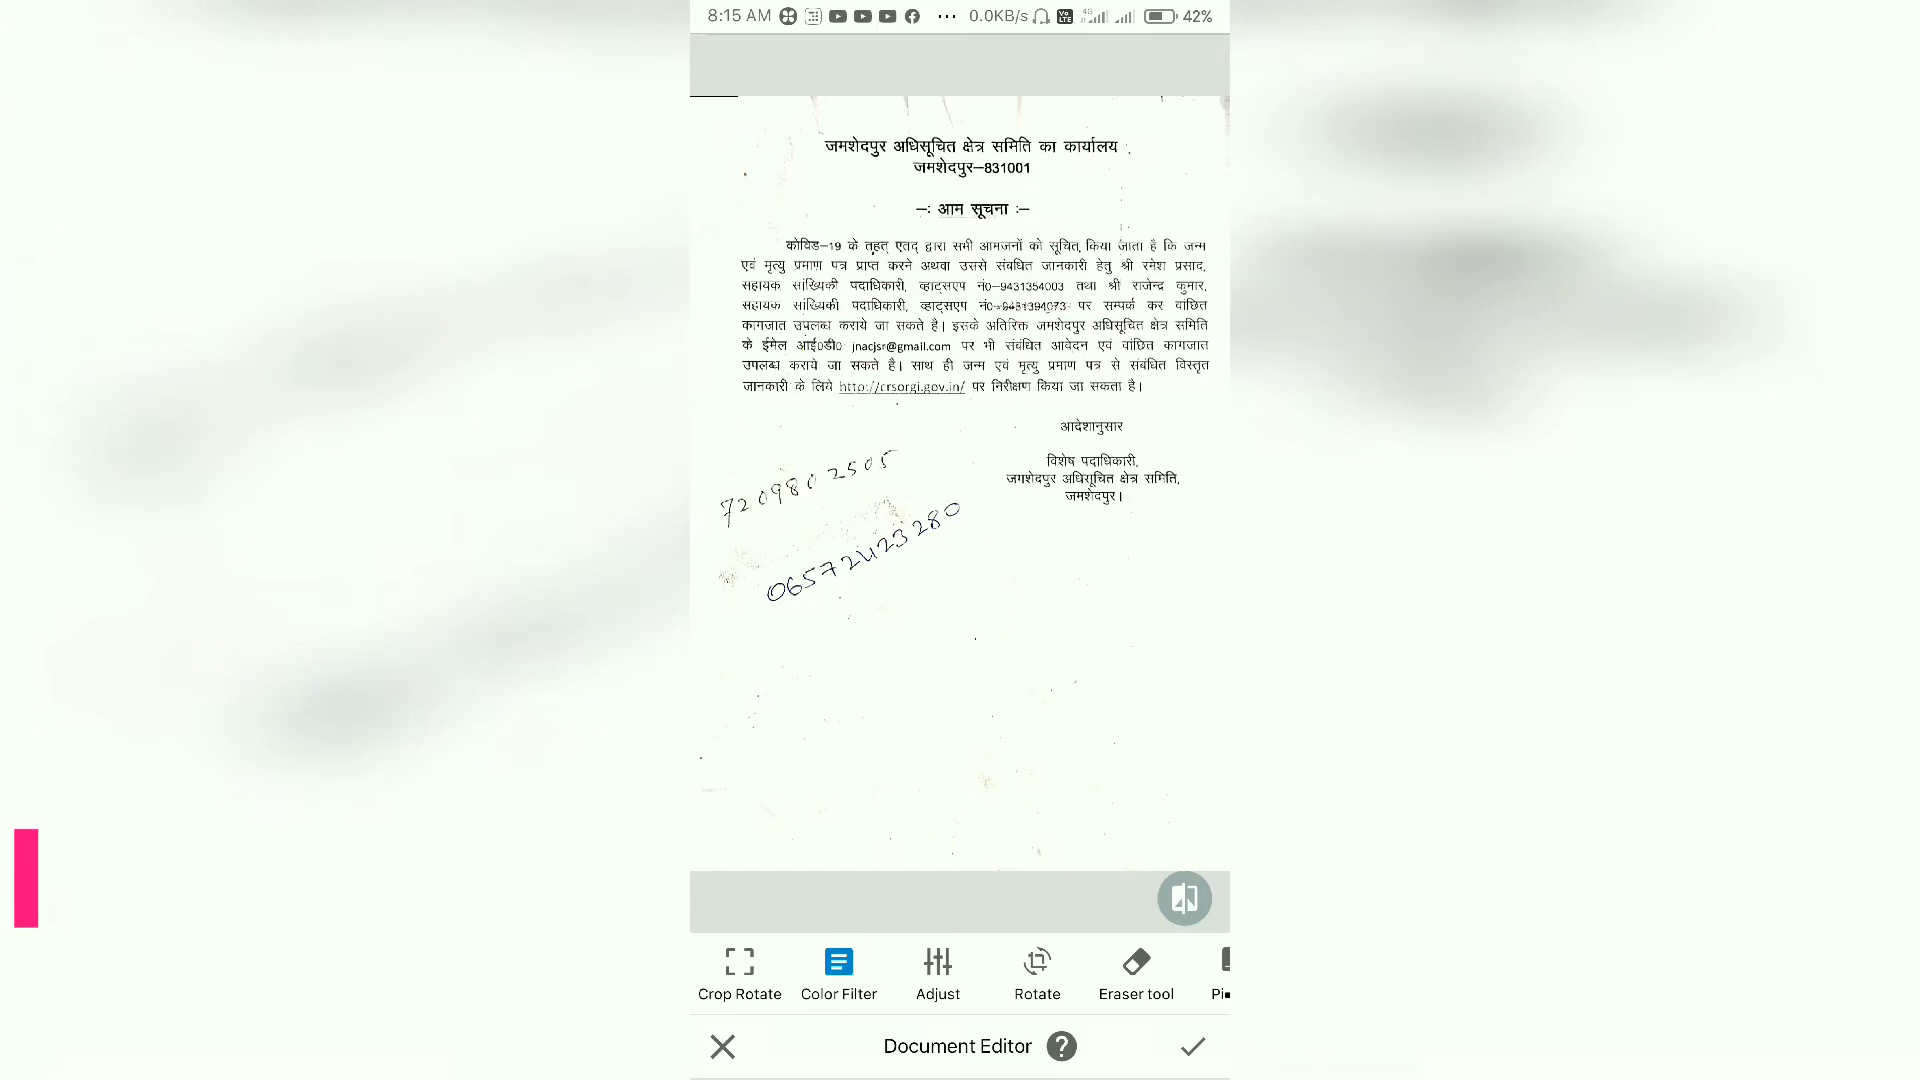 8:15 AM ... 0.0KB/s Vo LTE 4G 42%
जमशेदपुर अधिसूचित क्षेत्र समिति का कार्यालय
जमशेदपुर–831001
–: आम सूचना :–
कोविड–19 के तहत् एतद् द्वारा सभी आमजनों को सूचित् किया जाता है कि जन्म
एवं मृत्यु प्रमाण पत्र प्राप्त करने अथवा उससे संबधित जानकारी हेतु श्री रमेश प्रसाद,
सहायक सांख्यिकी पदाधिकारी, व्हाट्सएप नं0–9431354003 तथा श्री राजेन्द्र कुमार,
सहायक सांख्यिकी पदाधिकारी, व्हाट्सएप नं0–9431394073 पर सम्पर्क कर वांछित
कागजात उपलब्ध कराये जा सकते है। इसके अतिरिक्त जमशेदपुर अधिसूचित क्षेत्र समिति
के ईमेल आई0डी0 jnacjsr@gmail.com पर भी संबंधित आवेदन एवं वांछित कागजात
उपलब्ध कराये जा सकते है। साथ ही जन्म एवं मृत्यु प्रमाण पत्र से संबंधित विस्तृत
जानकारी के लिये http://crsorgi.gov.in/ पर निरीक्षण किया जा सकता है।
आदेशानुसार
विशेष पदाधिकारी,
जमशेदपुर अधिसूचित क्षेत्र समिति,
जमशेदपुर।
7209802505
06572423280
Crop Rotate Color Filter Adjust Rotate Eraser tool
Document Editor ?